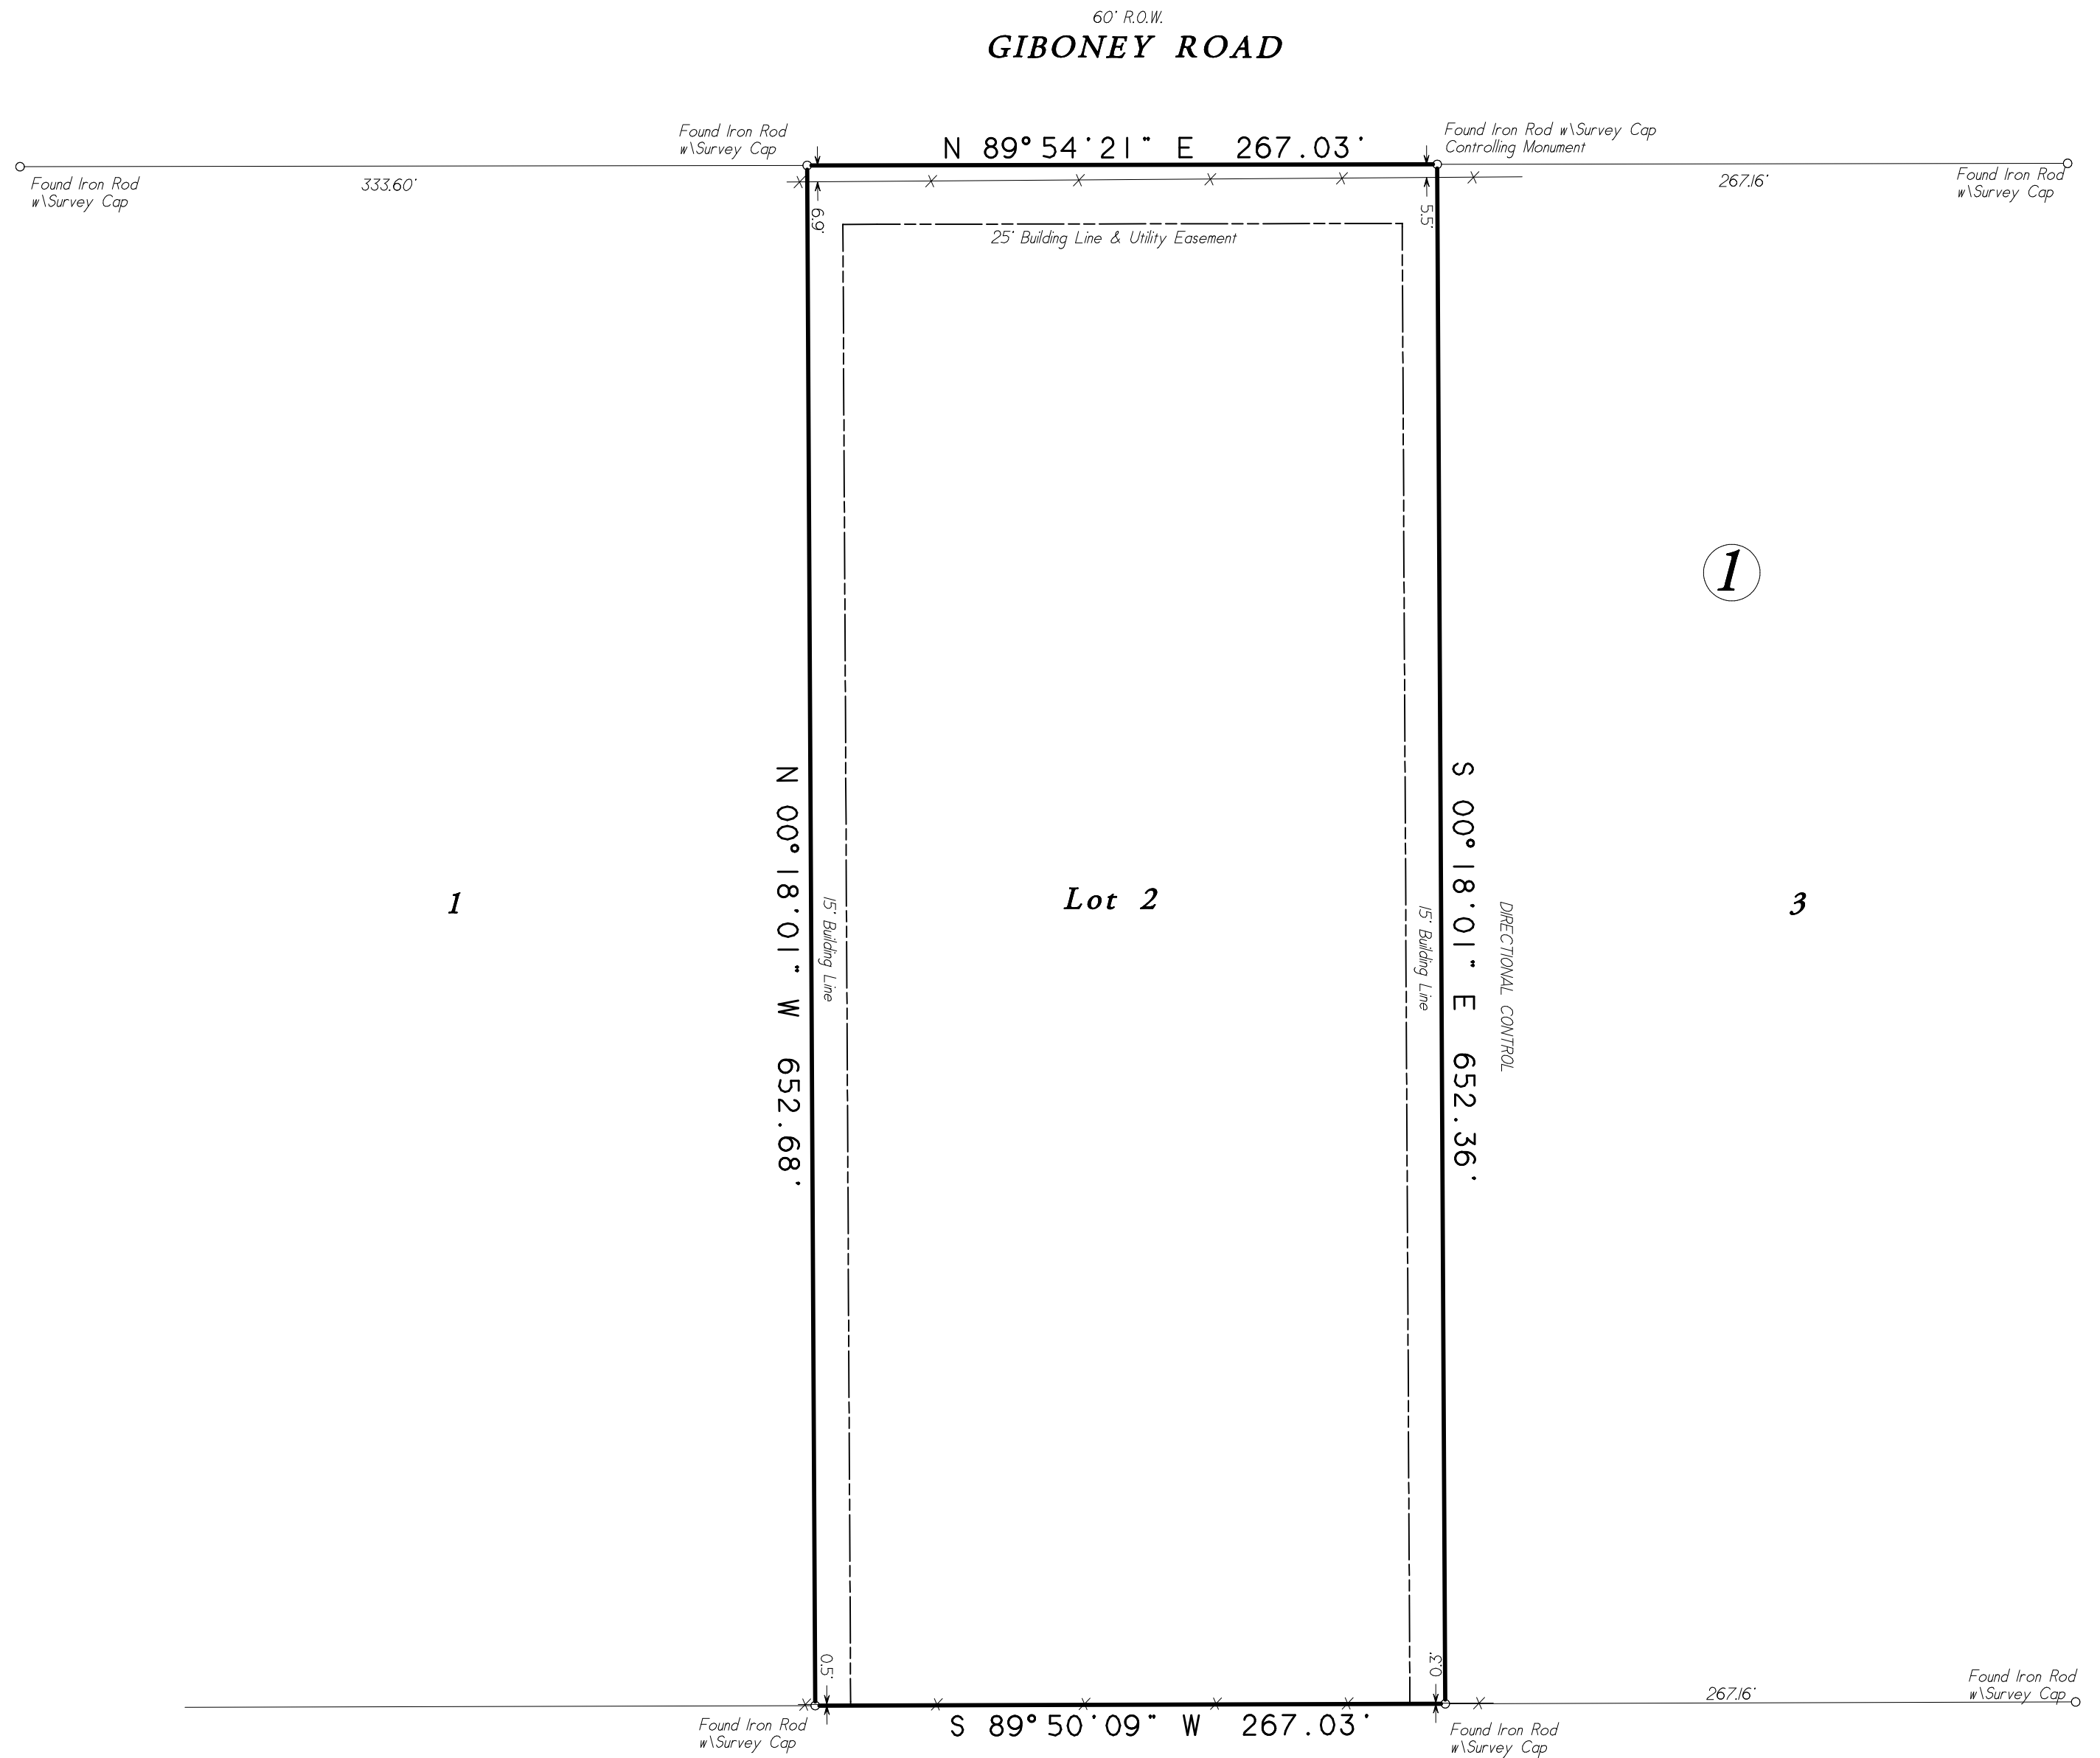 60' R.O.W.
GIBONEY ROAD
Found Iron Rod
w\Survey Cap
N 89°54'21" E 267.03'
Found Iron Rod w\Survey Cap
Controlling Monument
Found Iron Rod
w\Survey Cap
333.60'
267.16'
Found Iron Rod
w\Survey Cap
6.9'
5.5'
25' Building Line & Utility Easement
1
N 00°18'01" W 652.68'
15' Building Line
Lot 2
15' Building Line
S 00°18'01" E 652.36'
DIRECTIONAL CONTROL
1
3
0.5'
0.3'
267.16'
Found Iron Rod
w\Survey Cap
Found Iron Rod
w\Survey Cap
S 89°50'09" W 267.03'
Found Iron Rod
w\Survey Cap